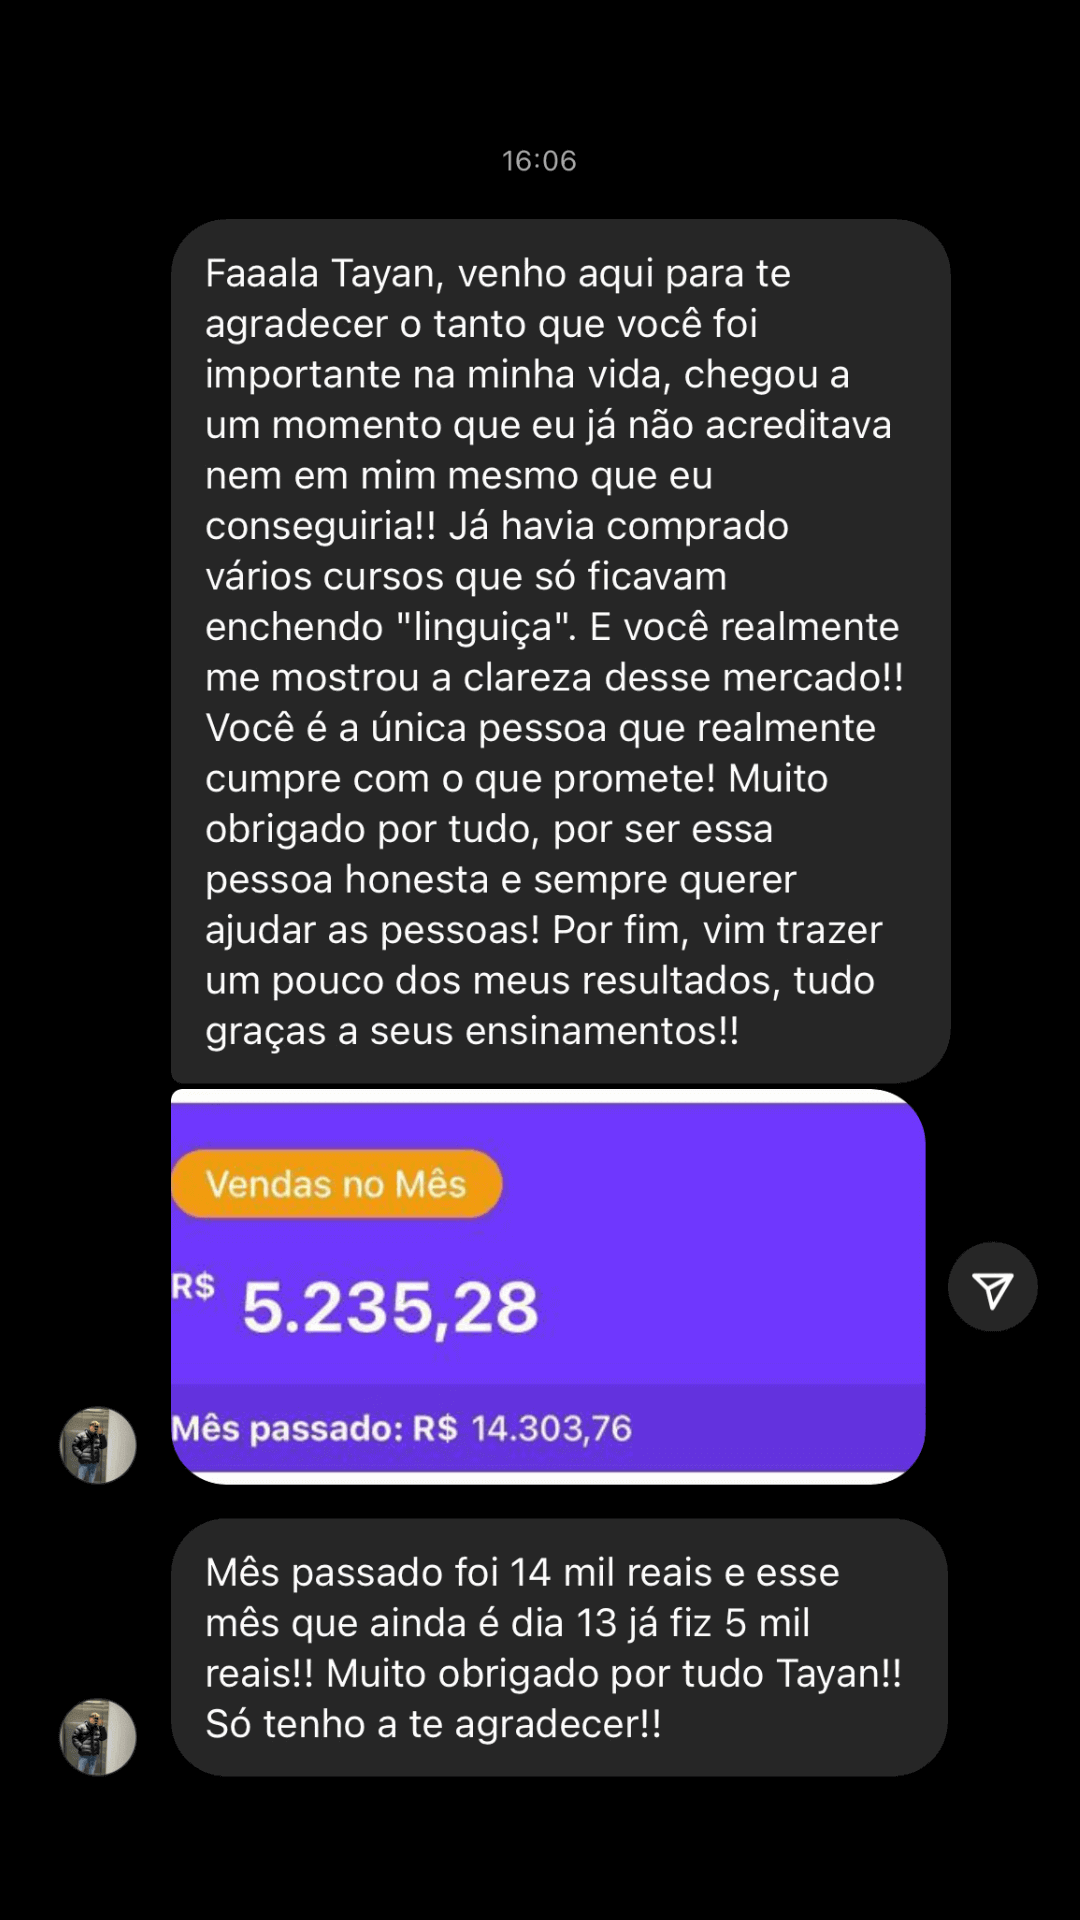 16:06
Faaala Tayan, venho aqui para te
agradecer o tanto que você foi
importante na minha vida, chegou a
um momento que eu já não acreditava
nem em mim mesmo que eu
conseguiria!! Já havia comprado
vários cursos que só ficavam
enchendo "linguiça". E você realmente
me mostrou a clareza desse mercado!!
Você é a única pessoa que realmente
cumpre com o que promete! Muito
obrigado por tudo, por ser essa
pessoa honesta e sempre querer
ajudar as pessoas! Por fim, vim trazer
um pouco dos meus resultados, tudo
graças a seus ensinamentos!!
Vendas no Mês
R$ 5.235,28
Mês passado: R$ 14.303,76
Mês passado foi 14 mil reais e esse
mês que ainda é dia 13 já fiz 5 mil
reais!! Muito obrigado por tudo Tayan!!
Só tenho a te agradecer!!